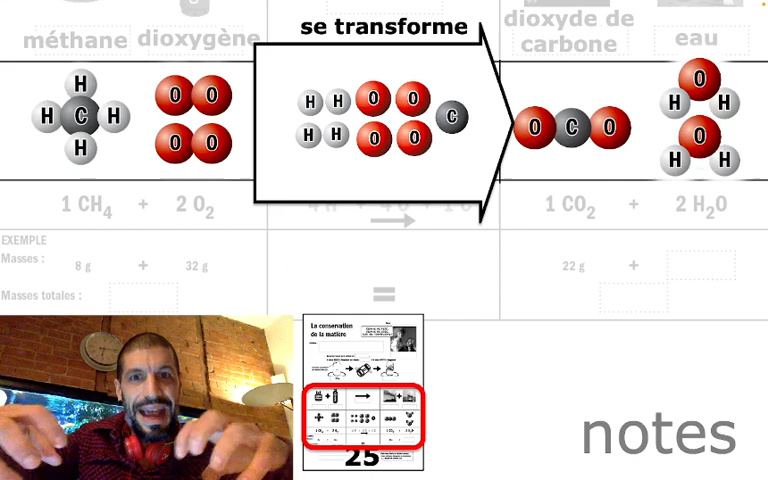 se transforme
méthane
dioxygène
dioxyde de
carbone
eau
H
H C H
H
O O
O O
H H O O
C
H H O O
O C O
O
H H
O
H H
1 CH4 + 2 O2
1 CO2 + 2 H2O
EXEMPLE
Masses :
8 g + 32 g
22 g +
Masses totales :
=
La conservation
de la matière
25
notes